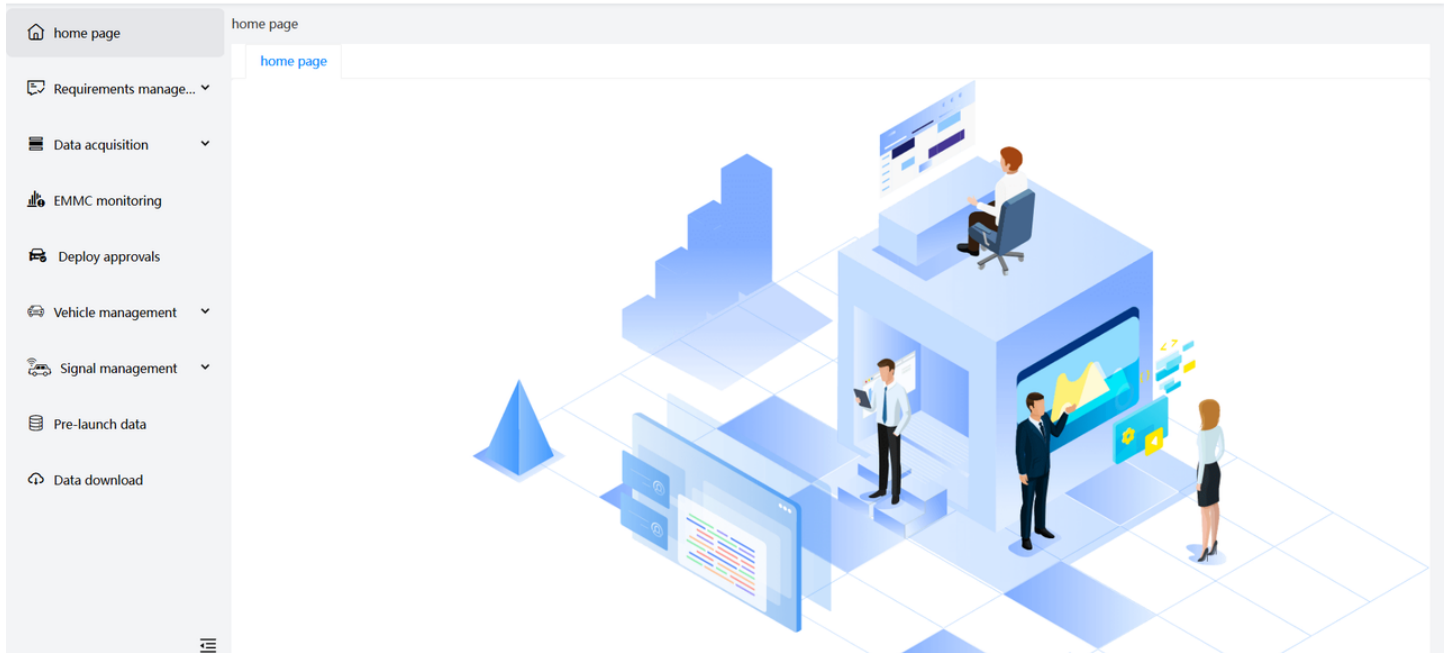 home page
Requirements manage...
Data acquisition
EMMC monitoring
Deploy approvals
Vehicle management
Signal management
Pre-launch data
Data download
home page
home page